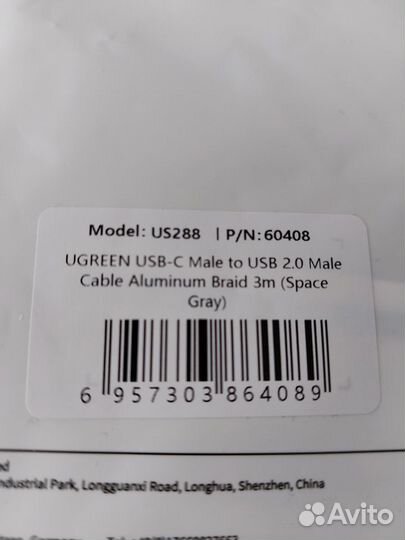 Model: US288 | P/N: 60408
UGREEN USB-C Male to USB 2.0 Male
Cable Aluminum Braid 3m (Space
Gray)
6 957303 864089
ndustrial Park, Longguanxi Road, Longhua, Shenzhen, China
Avito